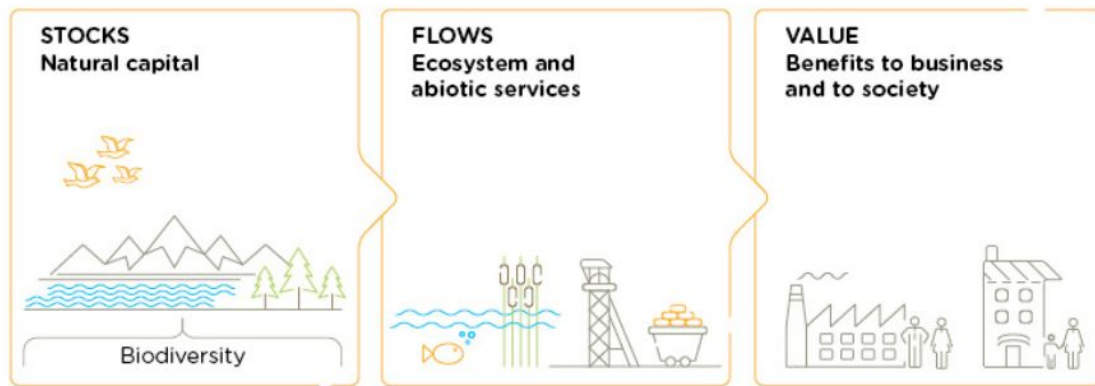 STOCKS
Natural capital
Biodiversity
FLOWS
Ecosystem and
abiotic services
VALUE
Benefits to business
and to society